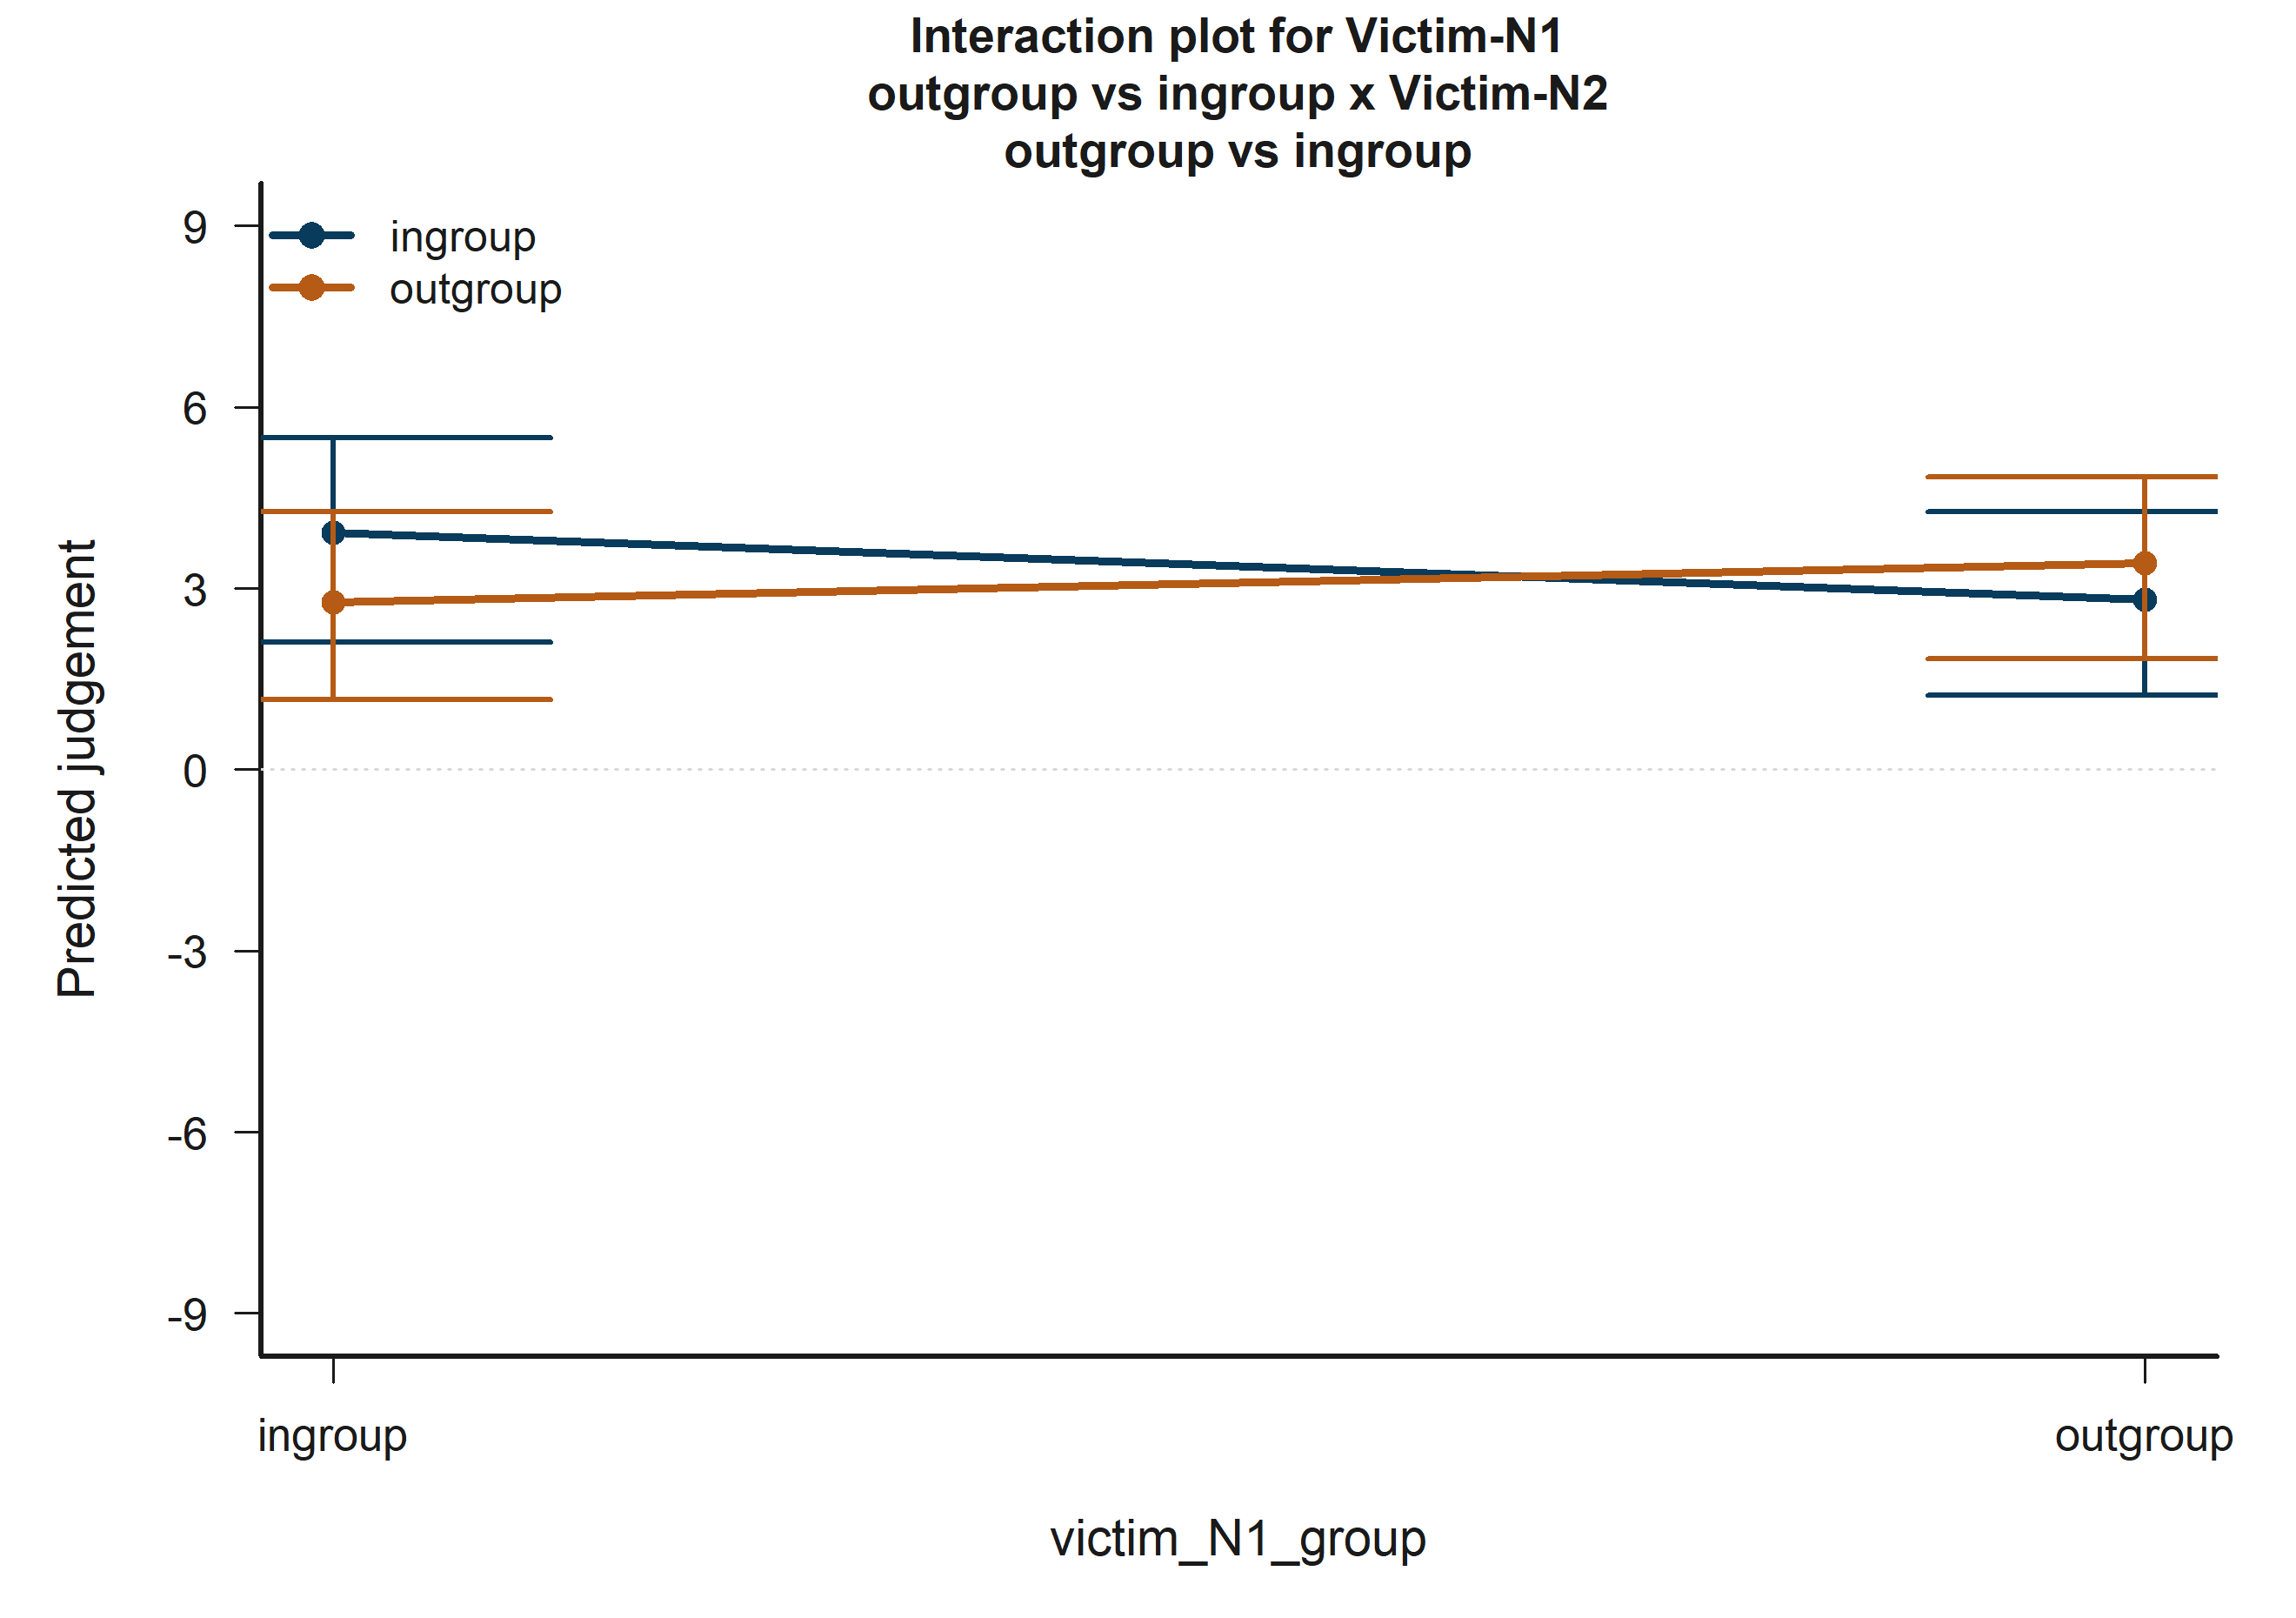 Interaction plot for Victim-N1
outgroup vs ingroup x Victim-N2
outgroup vs ingroup
ingroup
outgroup
Predicted judgement
9
6
3
0
-3
-6
-9
ingroup
outgroup
victim_N1_group